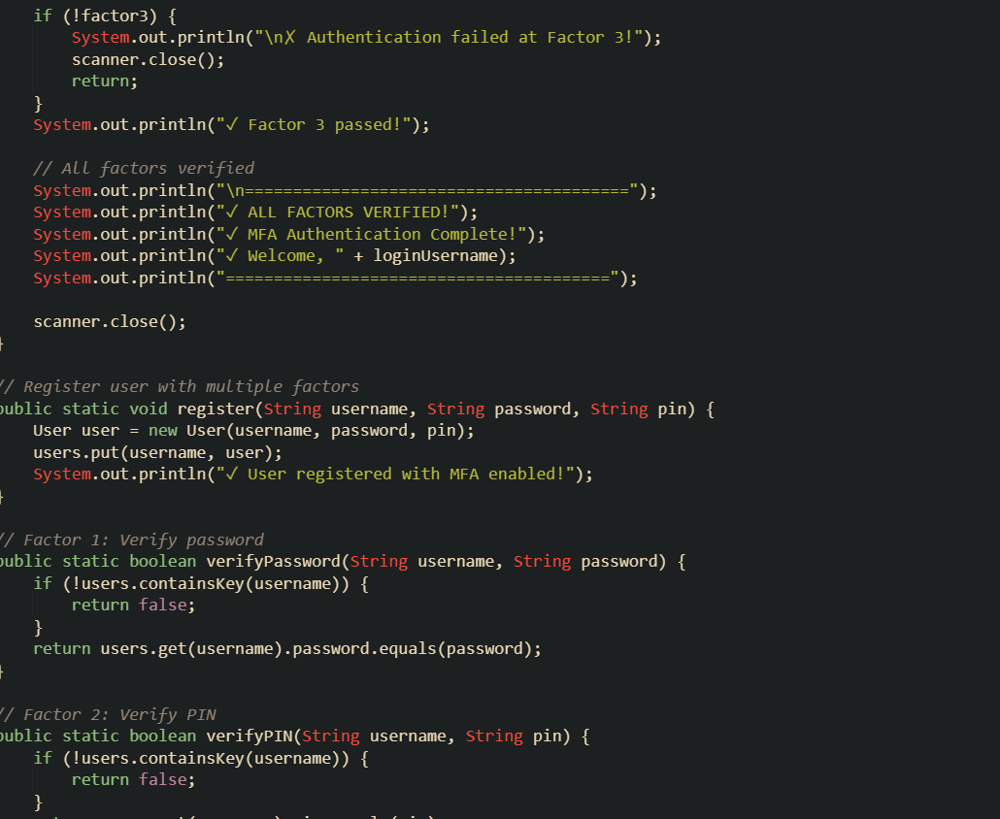 if (!factor3) {
System.out.println("\n✗ Authentication failed at Factor 3!");
scanner.close();
return;
}
System.out.println("✓ Factor 3 passed!");
// All factors verified
System.out.println("\n========================================");
System.out.println("✓ ALL FACTORS VERIFIED!");
System.out.println("✓ MFA Authentication Complete!");
System.out.println("✓ Welcome, " + loginUsername);
System.out.println("========================================");
scanner.close();
}
// Register user with multiple factors
public static void register(String username, String password, String pin) {
User user = new User(username, password, pin);
users.put(username, user);
System.out.println("✓ User registered with MFA enabled!");
}
// Factor 1: Verify password
public static boolean verifyPassword(String username, String password) {
if (!users.containsKey(username)) {
return false;
}
return users.get(username).password.equals(password);
}
// Factor 2: Verify PIN
public static boolean verifyPIN(String username, String pin) {
if (!users.containsKey(username)) {
return false;
}